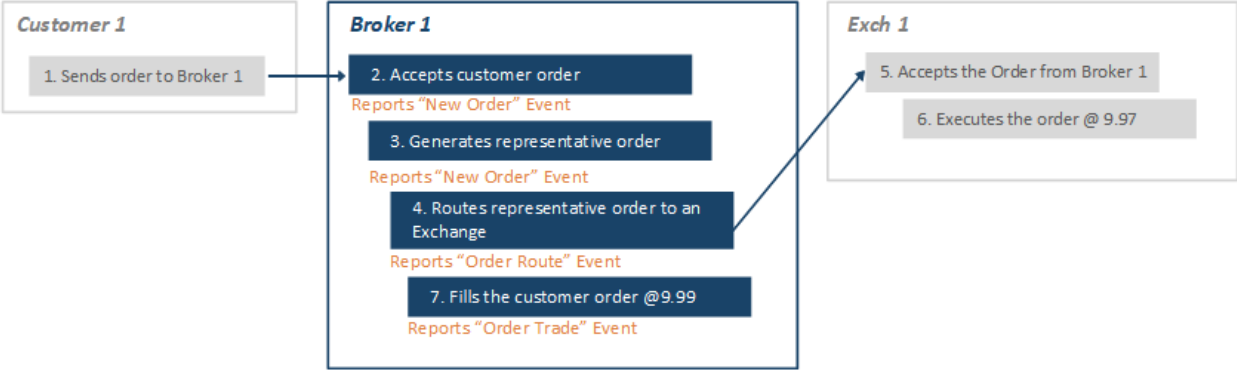 Customer 1
1. Sends order to Broker 1
Broker 1
2. Accepts customer order
Reports “New Order” Event
3. Generates representative order
Reports “New Order” Event
4. Routes representative order to an
Exchange
Reports “Order Route” Event
7. Fills the customer order @9.99
Reports “Order Trade” Event
Exch 1
5. Accepts the Order from Broker 1
6. Executes the order @ 9.97